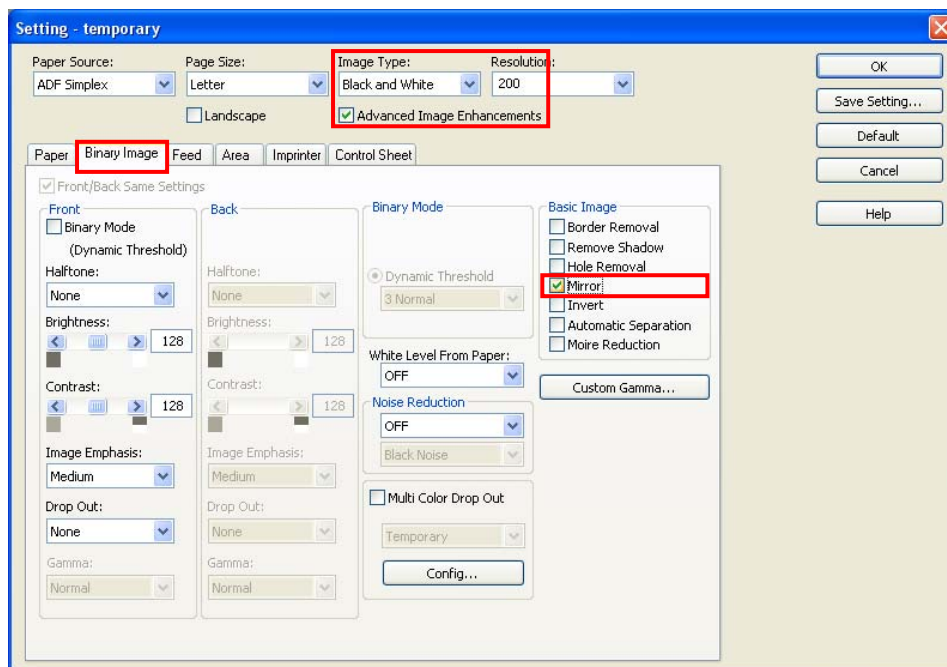 Setting - temporary
Paper Source: Page Size: Image Type: Resolution:
ADF Simplex Letter Black and White 200
Landscape Advanced Image Enhancements
OK
Save Setting...
Default
Cancel
Help
Paper Binary Image Feed Area Imprinter Control Sheet
Front/Back Same Settings
Front
Binary Mode
(Dynamic Threshold)
Halftone:
None
Brightness:
128
Contrast:
128
Image Emphasis:
Medium
Drop Out:
None
Gamma:
Normal
Back
Halftone:
None
Brightness:
128
Contrast:
128
Image Emphasis:
Medium
Drop Out:
None
Gamma:
Normal
Binary Mode
Dynamic Threshold
3 Normal
White Level From Paper:
OFF
Noise Reduction
OFF
Black Noise
Multi Color Drop Out
Temporary
Config...
Basic Image
Border Removal
Remove Shadow
Hole Removal
Mirror
Invert
Automatic Separation
Moire Reduction
Custom Gamma...